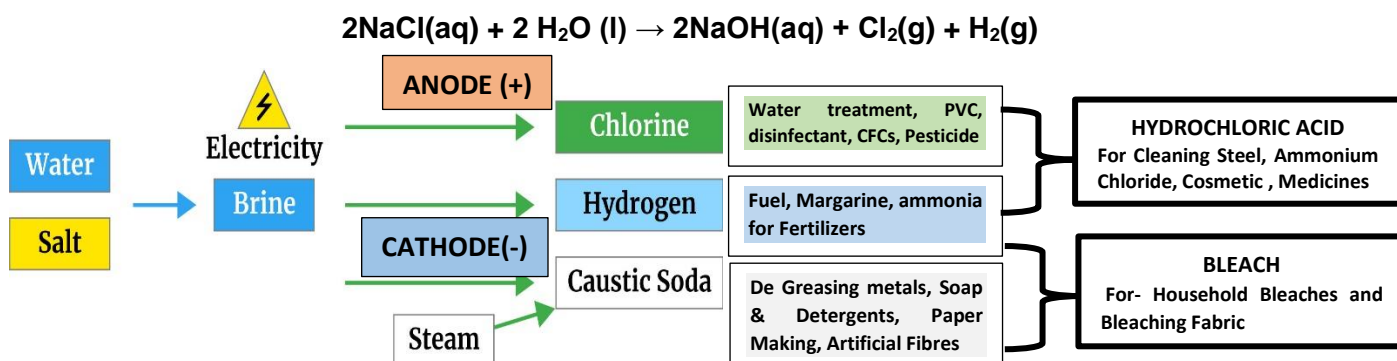 2NaCl(aq) + 2 H₂O (l) → 2NaOH(aq) + Cl₂(g) + H₂(g)
ANODE (+)
Electricity
Water
Salt
Brine
Chlorine
Water treatment, PVC,
disinfectant, CFCs, Pesticide
HYDROCHLORIC ACID
For Cleaning Steel, Ammonium
Chloride, Cosmetic , Medicines
Hydrogen
Fuel, Margarine, ammonia
for Fertilizers
CATHODE(-)
Caustic Soda
Steam
De Greasing metals, Soap
& Detergents, Paper
Making, Artificial Fibres
BLEACH
For- Household Bleaches and
Bleaching Fabric